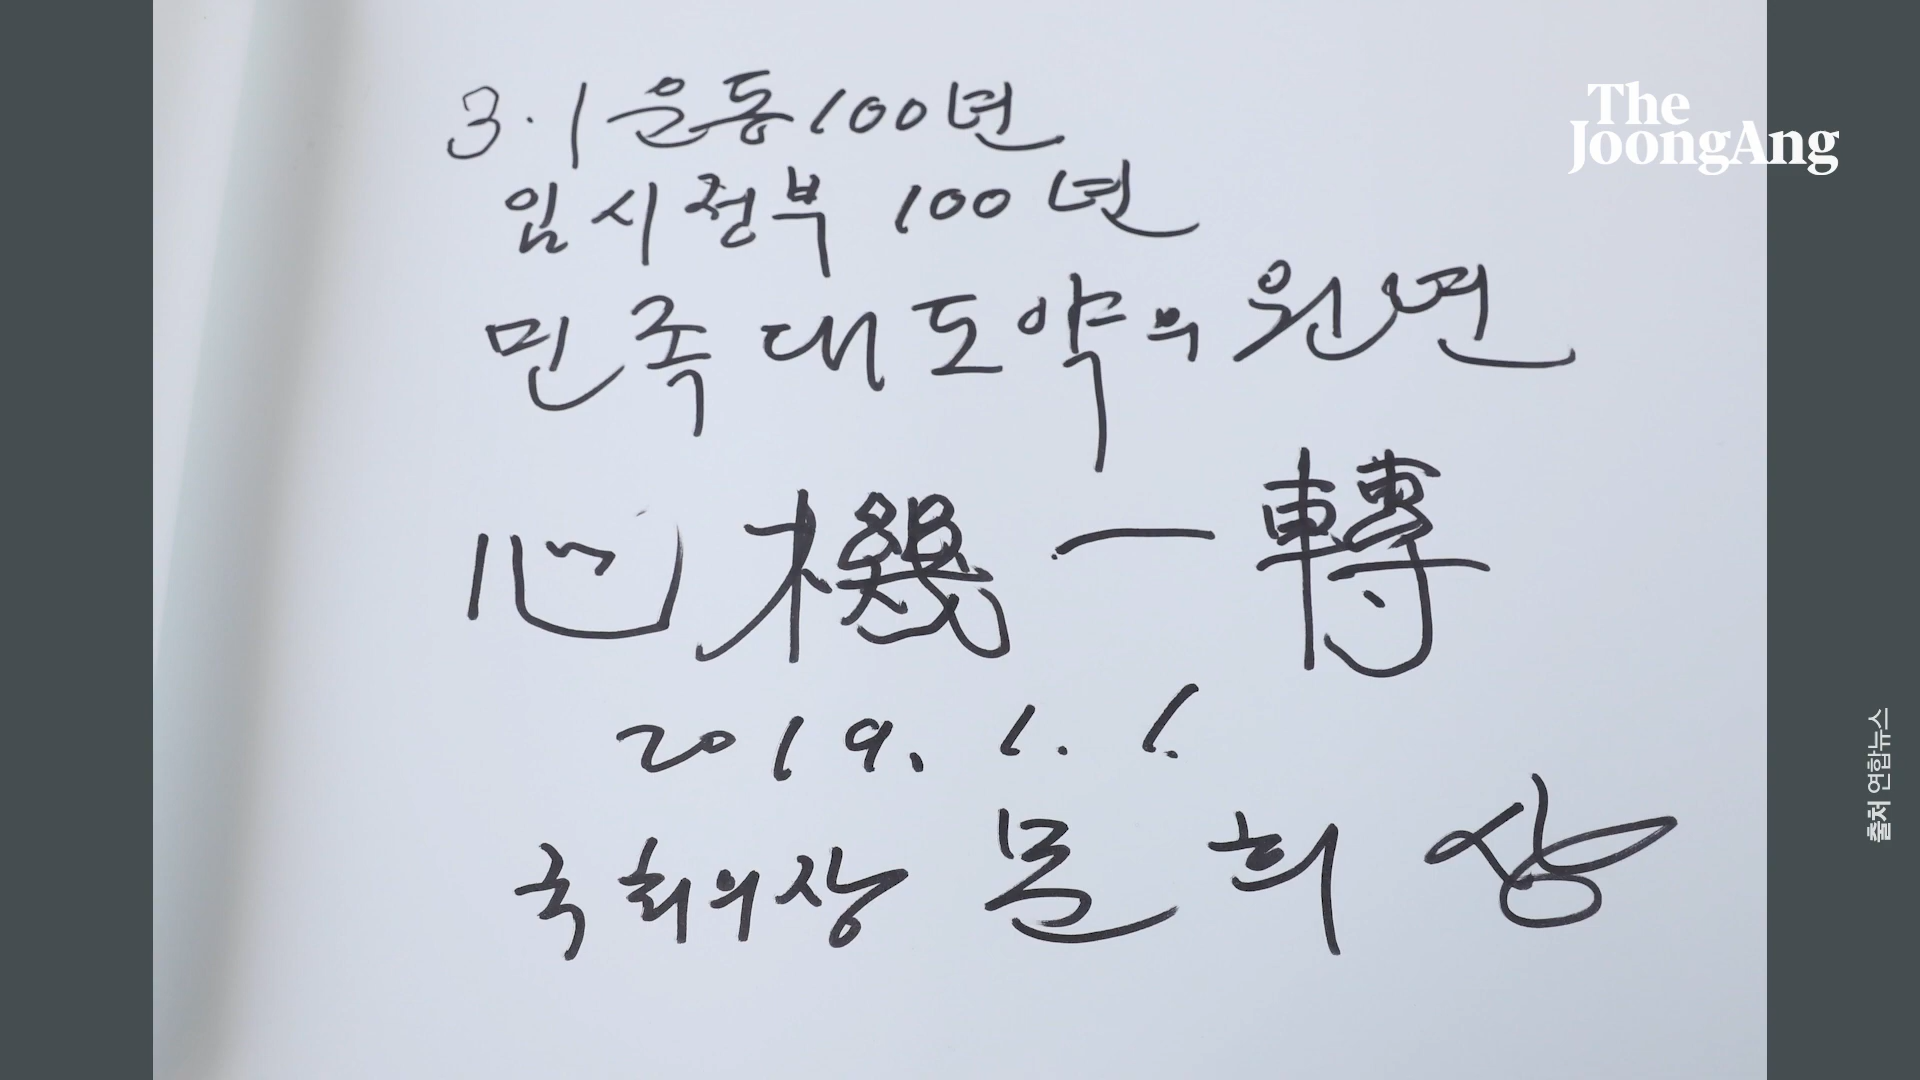 3·1운동 100년
임시정부 100년
민족 대도약의 원년
心機一轉
2019. 1. 1.
국회의장 문희상
The
JoongAng
출처 연합뉴스